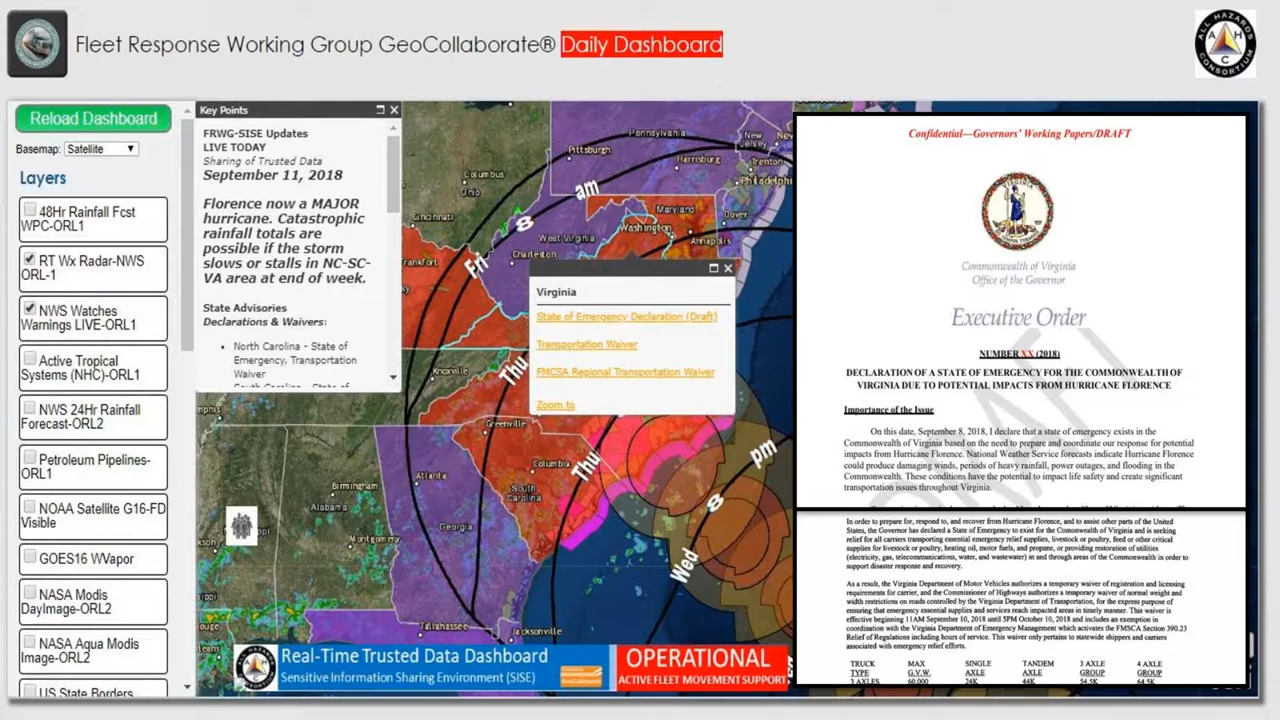 Fleet Response Working Group GeoCollaborate® Daily Dashboard
ALL HAZARDS
A H
C
CONSORTIUM
Reload Dashboard
Basemap: Satellite
Layers
48Hr Rainfall Fcst
WPC-ORL1
RT Wx Radar-NWS
ORL-1
NWS Watches
Warnings LIVE-ORL1
Active Tropical
Systems (NHC)-ORL1
NWS 24Hr Rainfall
Forecast-ORL2
Petroleum Pipelines-
ORL1
NOAA Satellite G16-FD
Visible
GOES16 WVapor
NASA Modis
DayImage-ORL2
NASA Aqua Modis
Image-ORL2
US State Borders
Key Points
FRWG-SISE Updates
LIVE TODAY
Sharing of Trusted Data
September 11, 2018
Florence now a MAJOR
hurricane. Catastrophic
rainfall totals are
possible if the storm
slows or stalls in NC-SC-
VA area at end of week.
State Advisories
Declarations & Waivers:
• North Carolina - State of
Emergency, Transportation
Waiver
South Carolina - State of
Pennsylvania
Pittsburgh
Harrisburg
New
Jersey
Trenton
Philadelphi
Columbus
Ohio
Cincinnati
Maryland
Dover
Washington
Annapolis
West Virginia
Charleston
Frankfort
Fri 8 am
Virginia
State of Emergency Declaration (Draft)
Transportation Waiver
FMCSA Regional Transportation Waiver
Zoom to
Knoxville
Thu
Memphis
Greenville
Columbia
South
Carolina
Thu
8 pm
Wed
Atlanta
Birmingham
Alabama
Georgia
Montgomery
Tallahassee
Jacksonville
Real-Time Trusted Data Dashboard
Sensitive Information Sharing Environment (SISE)
OPERATIONAL
ACTIVE FLEET MOVEMENT SUPPORT
Confidential—Governors' Working Papers/DRAFT
Commonwealth of Virginia
Office of the Governor
Executive Order
NUMBER XX (2018)
DECLARATION OF A STATE OF EMERGENCY FOR THE COMMONWEALTH OF
VIRGINIA DUE TO POTENTIAL IMPACTS FROM HURRICANE FLORENCE
Importance of the Issue
On this date, September 8, 2018, I declare that a state of emergency exists in the
Commonwealth of Virginia based on the need to prepare and coordinate our response for potential
impacts from Hurricane Florence. National Weather Service forecasts indicate Hurricane Florence
could produce damaging winds, periods of heavy rainfall, power outages, and flooding in the
Commonwealth. These conditions have the potential to impact life safety and create significant
transportation issues throughout Virginia.
In order to prepare for, respond to, and recover from Hurricane Florence, and to assist other parts of the United
States, the Governor has declared a State of Emergency to exist for the Commonwealth of Virginia and is seeking
relief for all carriers transporting essential emergency relief supplies, livestock or poultry, feed or other critical
supplies for livestock or poultry, heating oil, motor fuels, and propane, or providing restoration of utilities
(electricity, gas, telecommunications, water, and wastewater) in and through areas of the Commonwealth in order to
support disaster response and recovery.
As a result, the Virginia Department of Motor Vehicles authorizes a temporary waiver of registration and licensing
requirements for carrier, and the Commissioner of Highways authorizes a temporary waiver of normal weight and
width restrictions on roads controlled by the Virginia Department of Transportation, for the express purpose of
ensuring that emergency essential supplies and services reach impacted areas in timely manner. This waiver is
effective beginning 11AM September 10, 2018 until 5PM October 10, 2018 and includes an exemption in
coordination with the Virginia Department of Emergency Management which activates the FMSCA Section 390.23
Relief of Regulations including hours of service. This waiver only pertains to statewide shippers and carriers
associated with emergency relief efforts.
TRUCK MAX SINGLE TANDEM 3 AXLE 4 AXLE
TYPE G.V.W. AXLE AXLE GROUP GROUP
3 AXLES 60,000 24K 44K 54.5K 64.5K